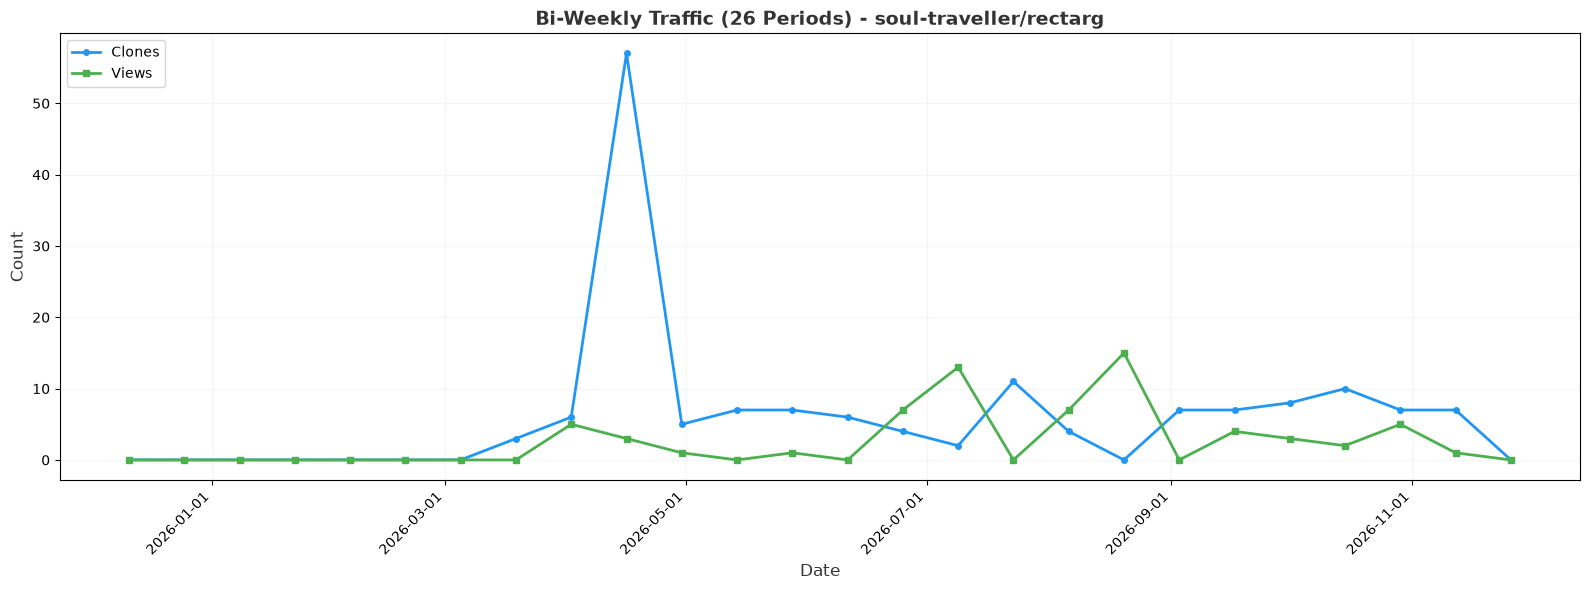 Bi-Weekly Traffic (26 Periods) - soul-traveller/rectarg
Clones
Views
Count
50
40
30
20
10
0
2026-01-01
2026-03-01
2026-05-01
2026-07-01
2026-09-01
2026-11-01
Date